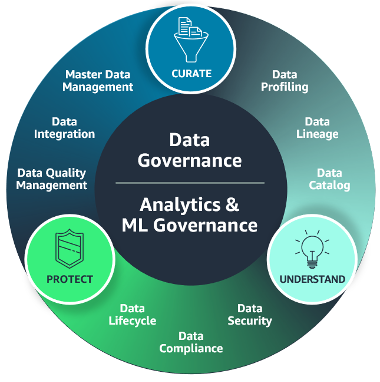 CURATE
Master Data
Management
Data
Profiling
Data
Integration
Data
Lineage
Data Quality
Management
Data
Catalog
Data
Governance
Analytics &
ML Governance
PROTECT
UNDERSTAND
Data
Lifecycle
Data
Compliance
Data
Security